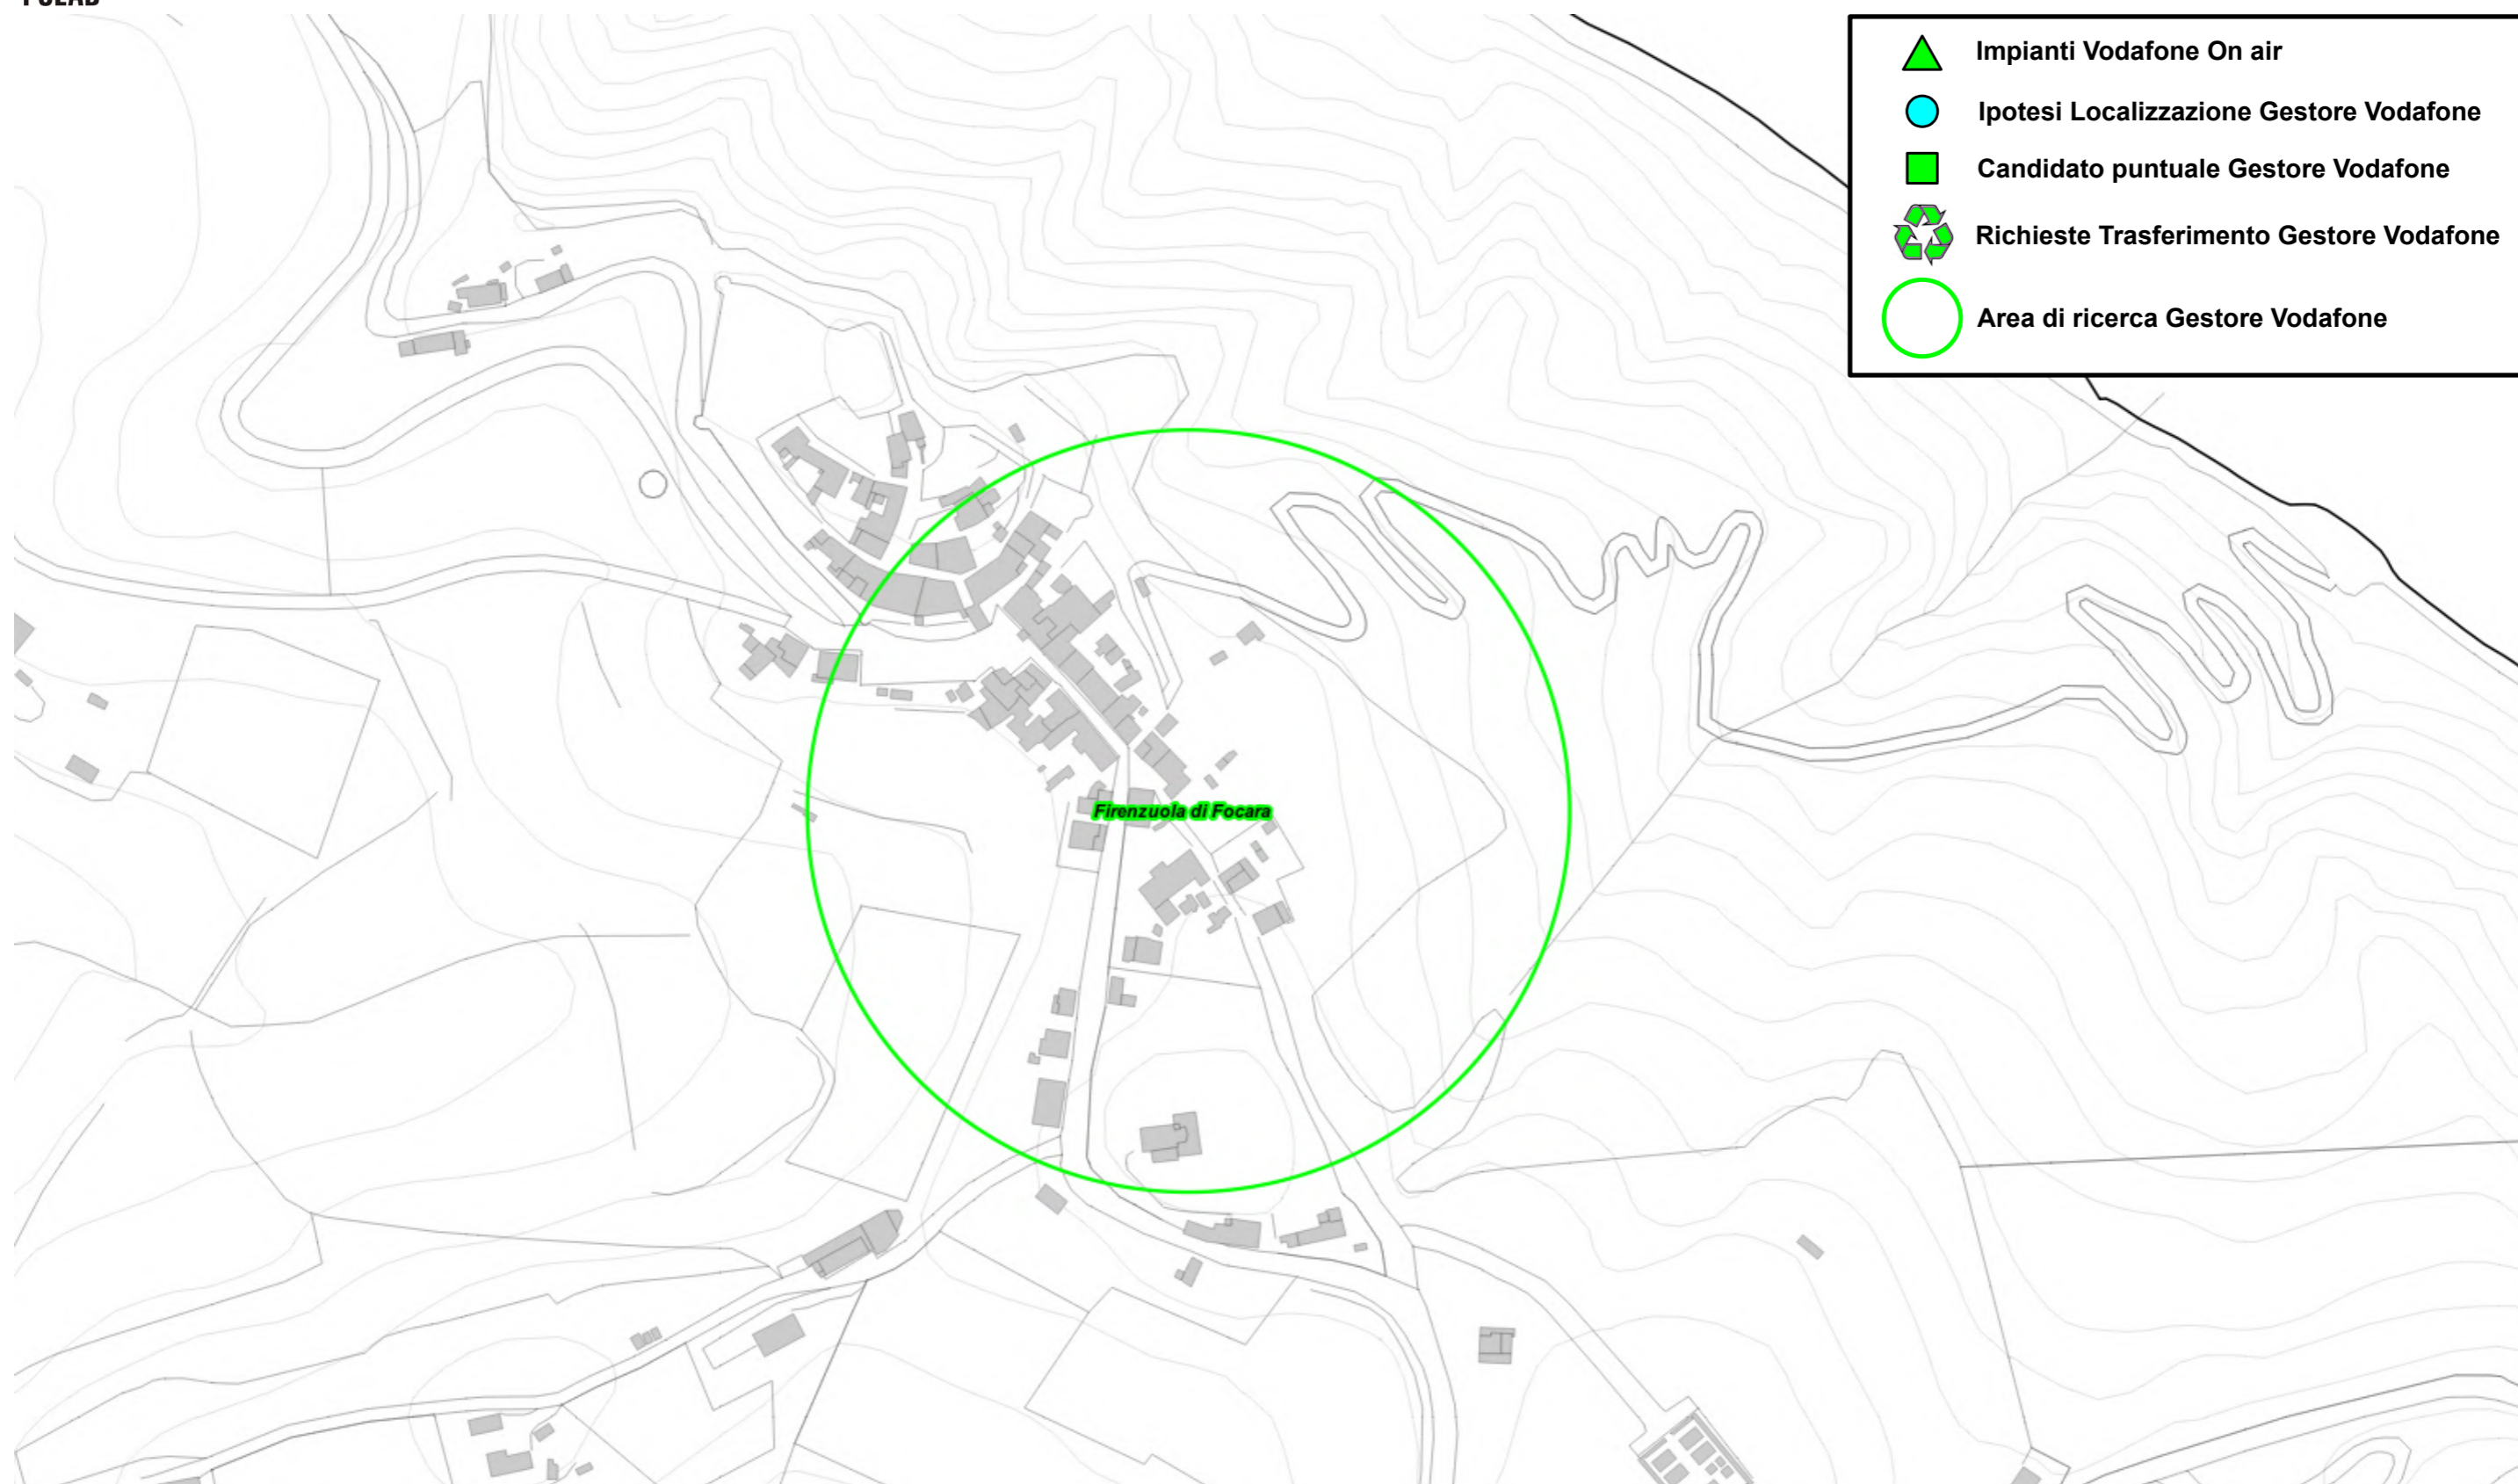 Impianti Vodafone On air
Ipotesi Localizzazione Gestore Vodafone
Candidato puntuale Gestore Vodafone
Richieste Trasferimento Gestore Vodafone
Area di ricerca Gestore Vodafone
Firenzuola di Focara